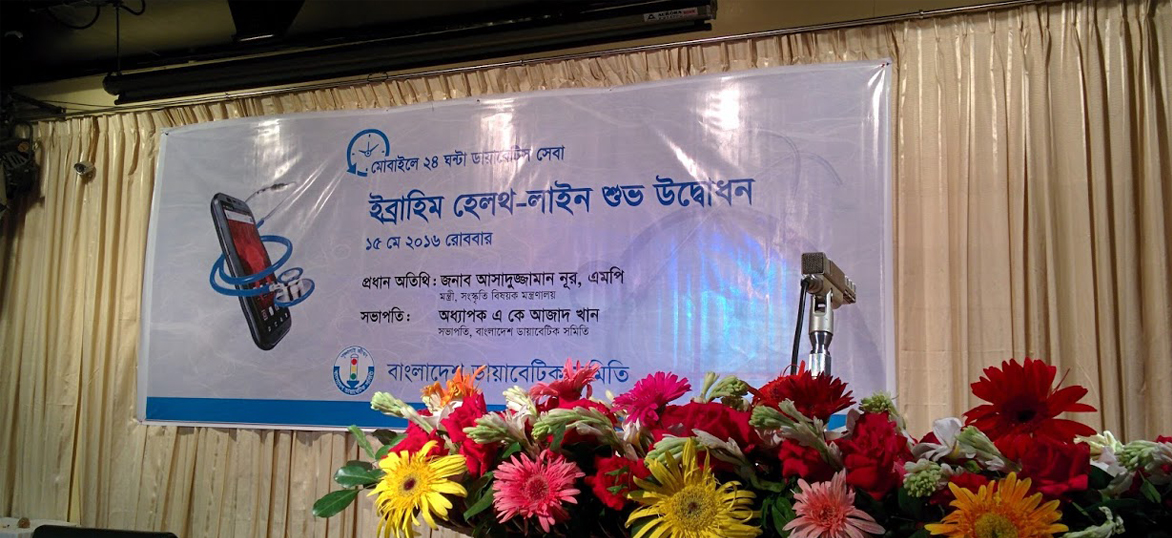 মোবাইলে ২৪ ঘন্টা ডায়াবেটিস সেবা
ইব্রাহিম হেলথ-লাইন শুভ উদ্বোধন
১৫ মে ২০১৬ রোববার
প্রধান অতিথি: জনাব আসাদুজ্জামান নূর, এমপি
মন্ত্রী, সংস্কৃতি বিষয়ক মন্ত্রণালয়
সভাপতি: অধ্যাপক এ কে আজাদ খান
সভাপতি, বাংলাদেশ ডায়াবেটিক সমিতি
বাংলাদেশ ডায়াবেটিক সমিতি